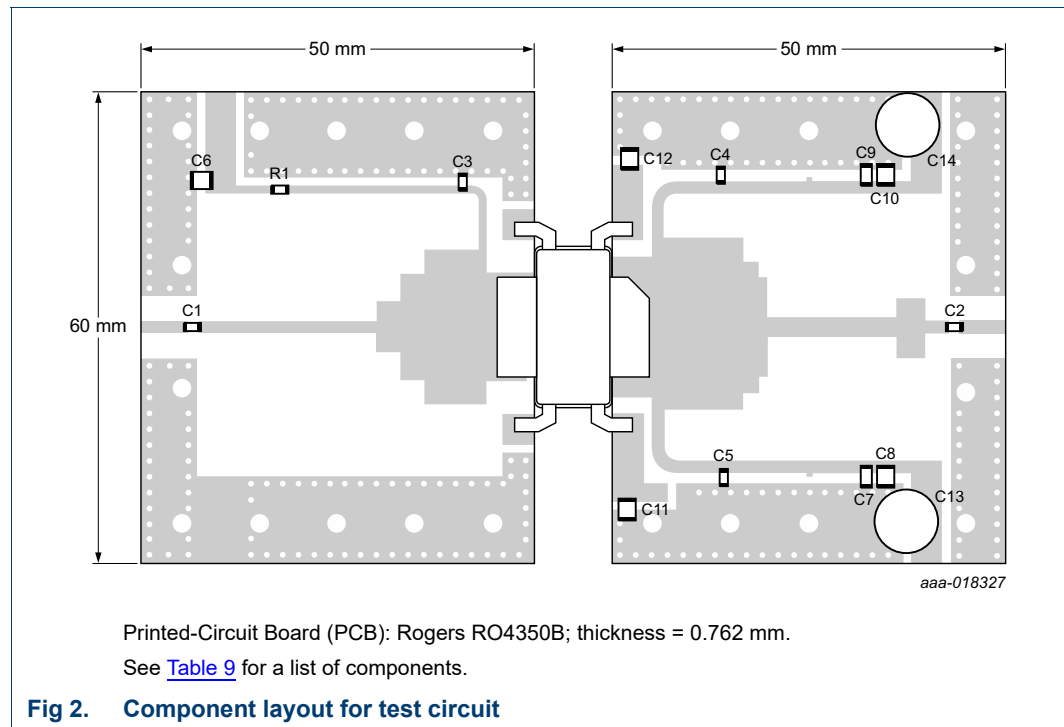 50 mm
50 mm
60 mm
C6
R1
C3
C12
C4
C9
C10
C14
C1
C2
C5
C8
C7
C13
C11
aaa-018327
Printed-Circuit Board (PCB): Rogers RO4350B; thickness = 0.762 mm.
See Table 9 for a list of components.
Fig 2. Component layout for test circuit